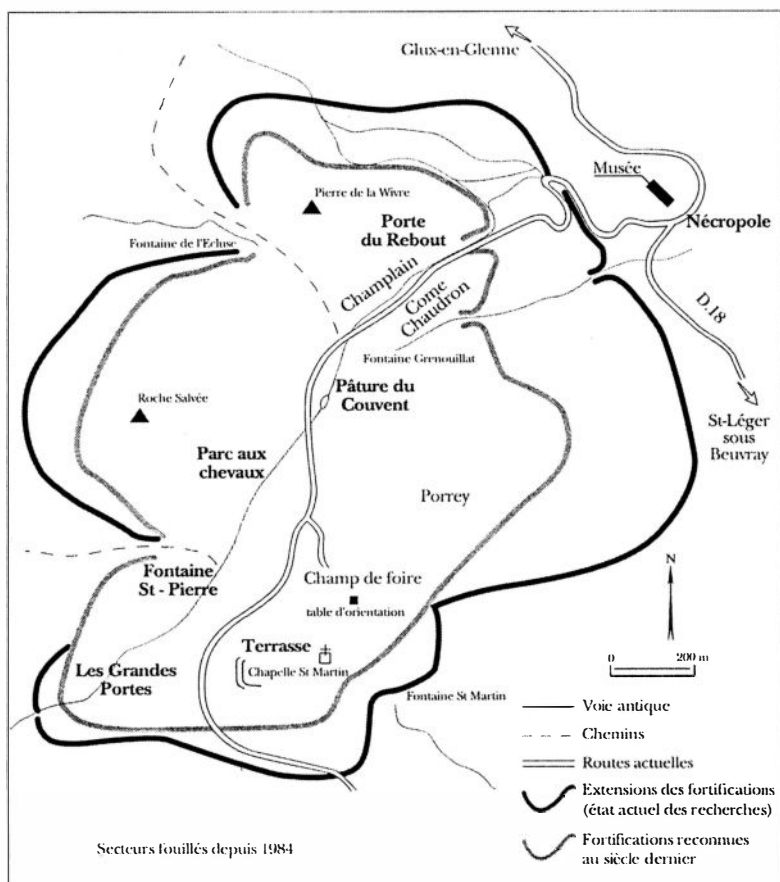 Glux-en-Glenne
Musée
Pierre de la Wivre
Nécropole
Porte
du Rebout
Fontaine de l'Ecluse
Champlain
Come
Chaudron
D.18
Fontaine Grenouillat
Pâture du
Couvent
Roche Salvée
St-Léger
sous
Beuvray
Parc aux
chevaux
Porrey
Fontaine
St - Pierre
Champ de foire
N
table d'orientation
Terrasse
0 200 m
Les Grandes
Portes
Chapelle St Martin
Fontaine St Martin
Voie antique
Chemins
Routes actuelles
Extensions des fortifications
(état actuel des recherches)
Fortifications reconnues
au siècle dernier
Secteurs fouillés depuis 1984